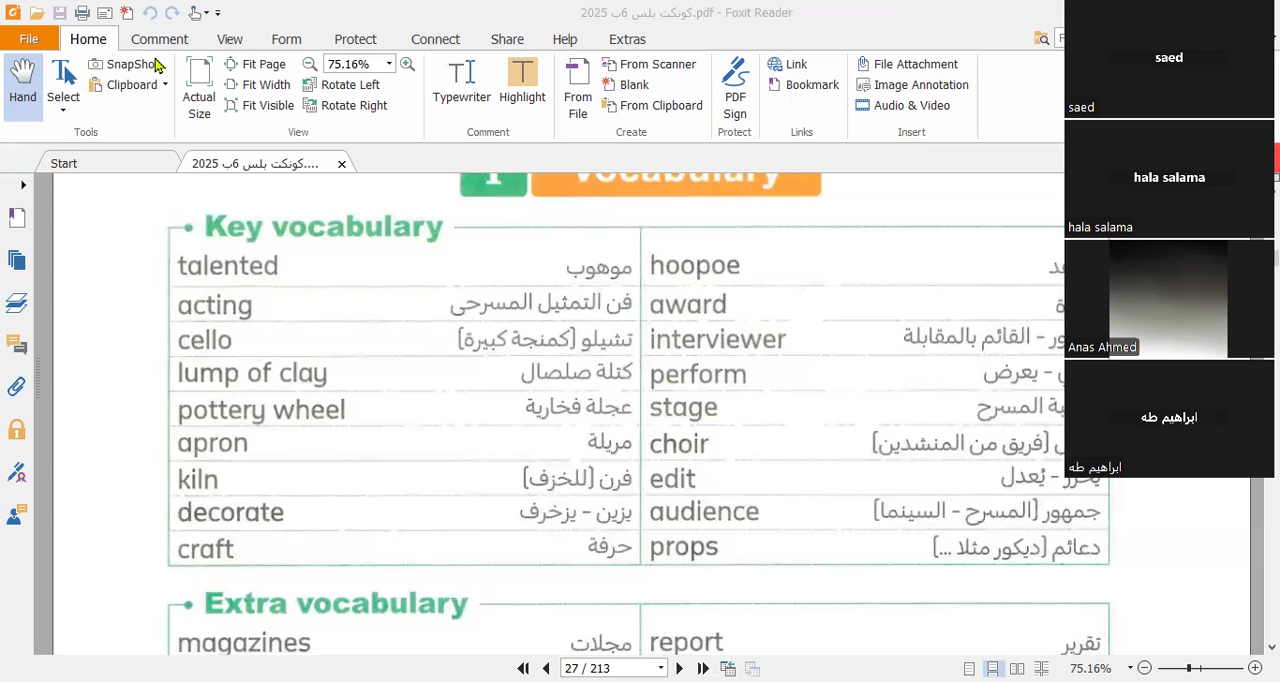 كونكت بلس 6ب 2025.pdf - Foxit Reader
File Home Comment View Form Protect Connect Share Help Extras
Hand
Select
SnapSho
Clipboard
Tools
Actual Size
Fit Page
Fit Width
Fit Visible
75.16%
Rotate Left
Rotate Right
View
Typewriter
Highlight
Comment
From File
From Scanner
Blank
From Clipboard
Create
PDF Sign
Protect
Link
Bookmark
Links
File Attachment
Image Annotation
Audio & Video
Insert
Start
كونكت بلس 6ب 2025....
1 Vocabulary
Key vocabulary
talented موهوب hoopoe
acting فن التمثيل المسرحى award
cello تشيلو [كمنجة كبيرة] interviewer القائم بالمقابلة
lump of clay كتلة صلصال perform يعرض
pottery wheel عجلة فخارية stage المسرح
apron مريلة choir [فريق من المنشدين]
kiln فرن [للخزف] edit يُحرر - يُعدل
decorate يزين - يزخرف audience جمهور [المسرح - السينما]
craft حرفة props دعائم [ديكور مثلا ...]
Extra vocabulary
magazines مجلات report تقرير
27 / 213
75.16%
saed
saed
hala salama
hala salama
Anas Ahmed
ابراهيم طه
ابراهيم طه